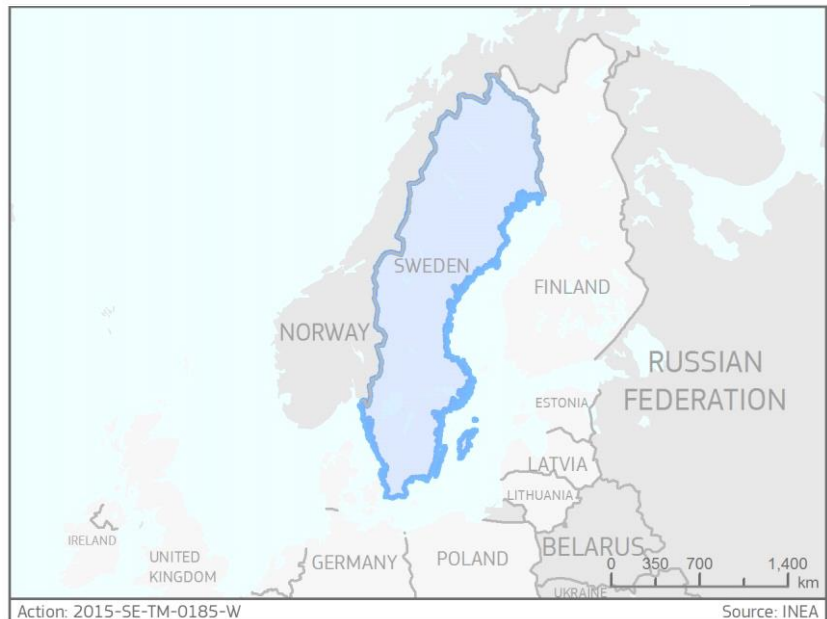 SWEDEN
FINLAND
NORWAY
RUSSIAN
FEDERATION
ESTONIA
LATVIA
LITHUANIA
IRELAND
UNITED
KINGDOM
GERMANY
POLAND
BELARUS
0 350 700 1,400
km
UKRAINE
Action: 2015-SE-TM-0185-W
Source: INEA